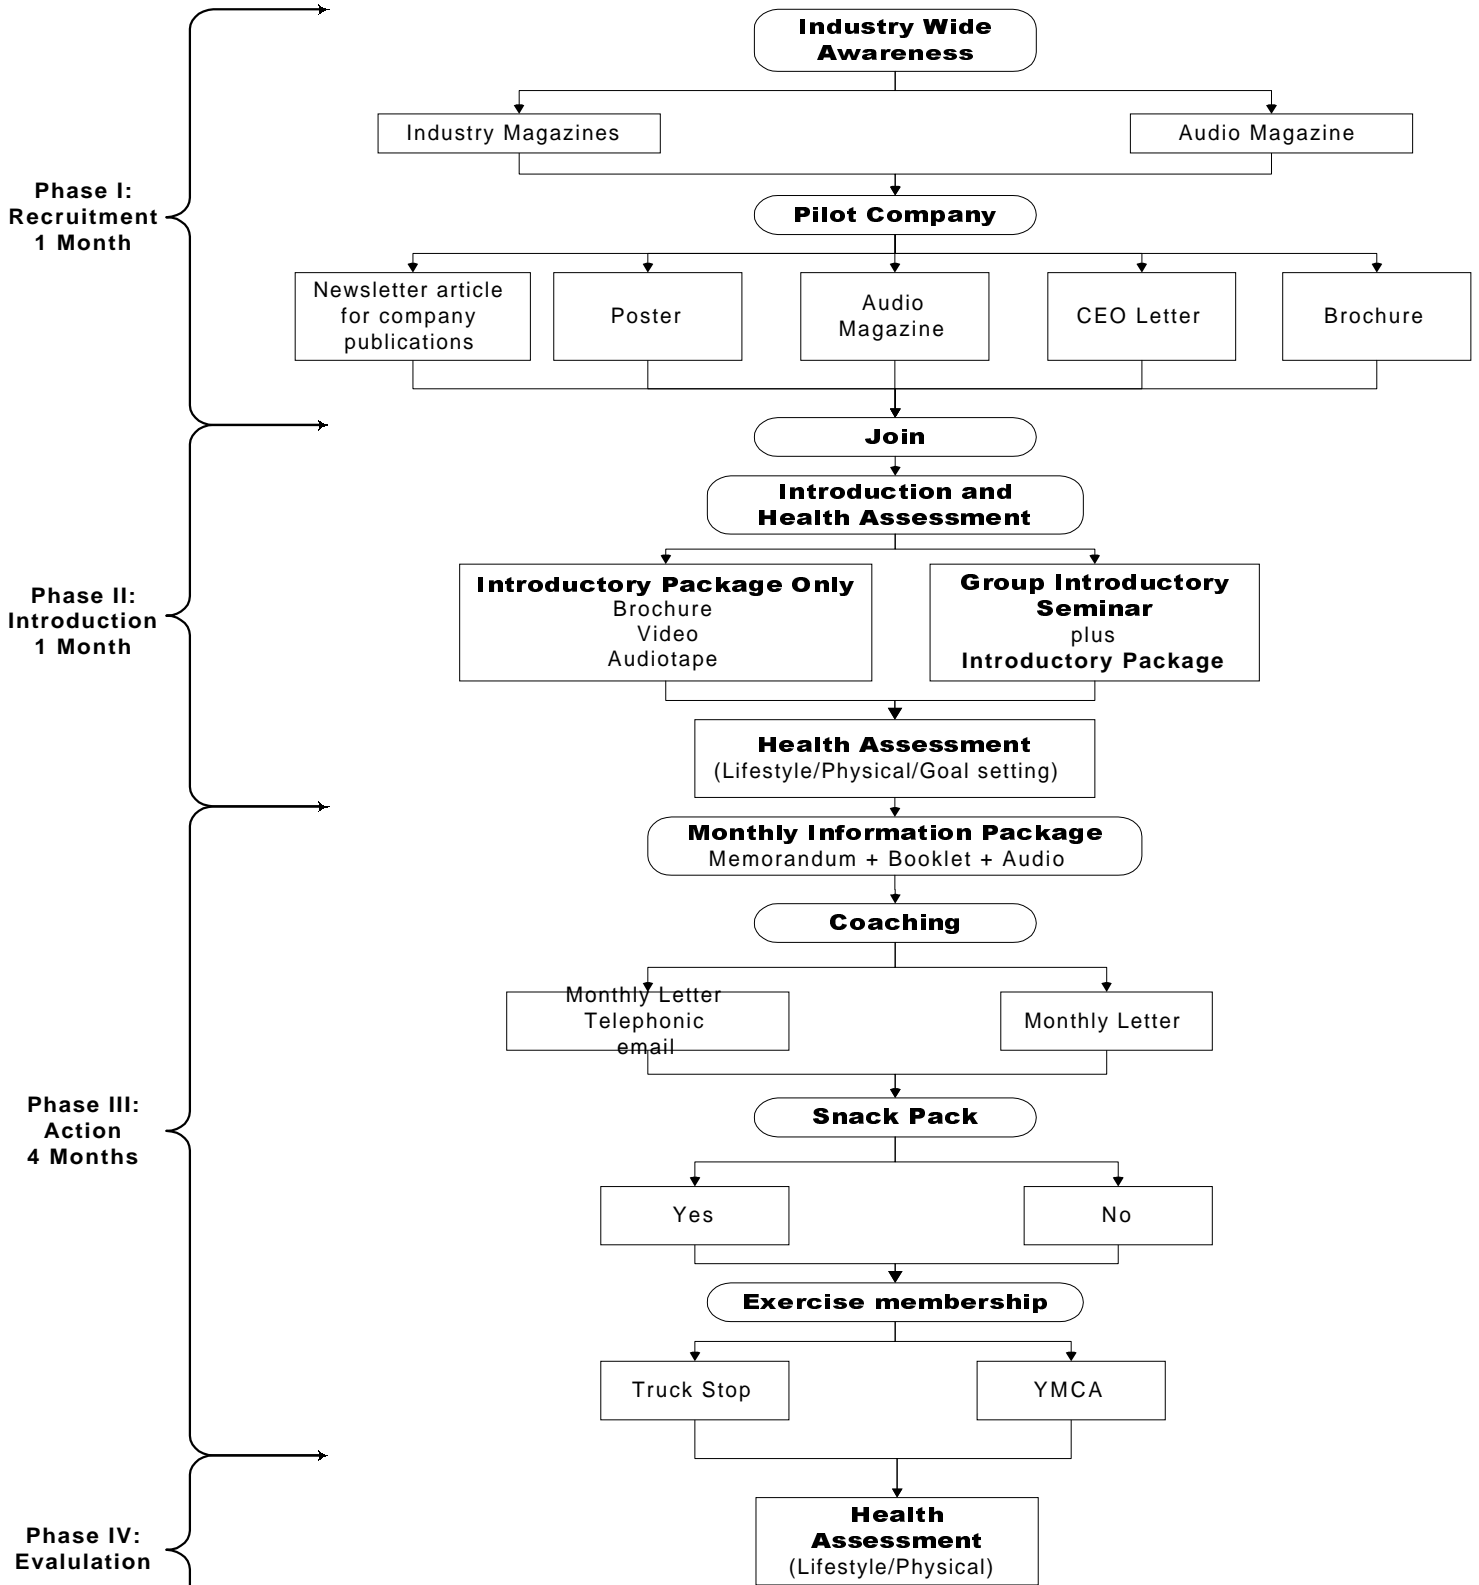 Industry Wide
Awareness
Industry Magazines
Audio Magazine
Phase I:
Recruitment
1 Month
Pilot Company
Newsletter article
for company
publications
Poster
Audio
Magazine
CEO Letter
Brochure
Join
Introduction and
Health Assessment
Phase II:
Introduction
1 Month
Introductory Package Only
Brochure
Video
Audiotape
Group Introductory
Seminar
plus
Introductory Package
Health Assessment
(Lifestyle/Physical/Goal setting)
Monthly Information Package
Memorandum + Booklet + Audio
Coaching
Monthly Letter
Telephonic
email
Monthly Letter
Phase III:
Action
4 Months
Snack Pack
Yes
No
Exercise membership
Truck Stop
YMCA
Phase IV:
Evalulation
Health
Assessment
(Lifestyle/Physical)